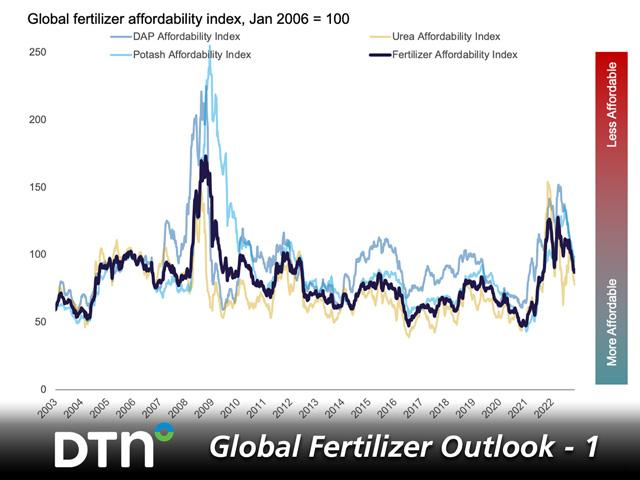 Global fertilizer affordability index, Jan 2006 = 100
DAP Affordability Index
Urea Affordability Index
Potash Affordability Index
Fertilizer Affordability Index
250
200
150
100
50
0
2003
2004
2005
2006
2007
2008
2009
2010
2011
2012
2013
2014
2015
2016
2017
2018
2019
2020
2021
2022
Less Affordable
More Affordable
DTN
Global Fertilizer Outlook - 1